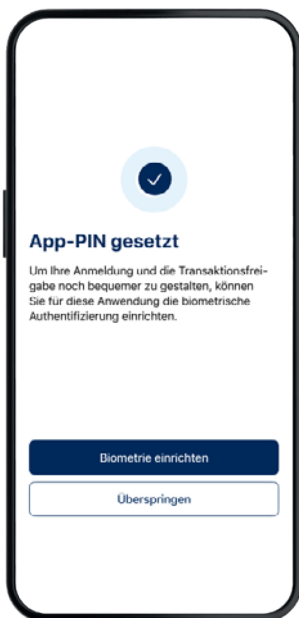 App-PIN gesetzt
Um Ihre Anmeldung und die Transaktionsfrei-
gabe noch bequemer zu gestalten, können
Sie für diese Anwendung die biometrische
Authentifizierung einrichten.
Biometrie einrichten
Überspringen